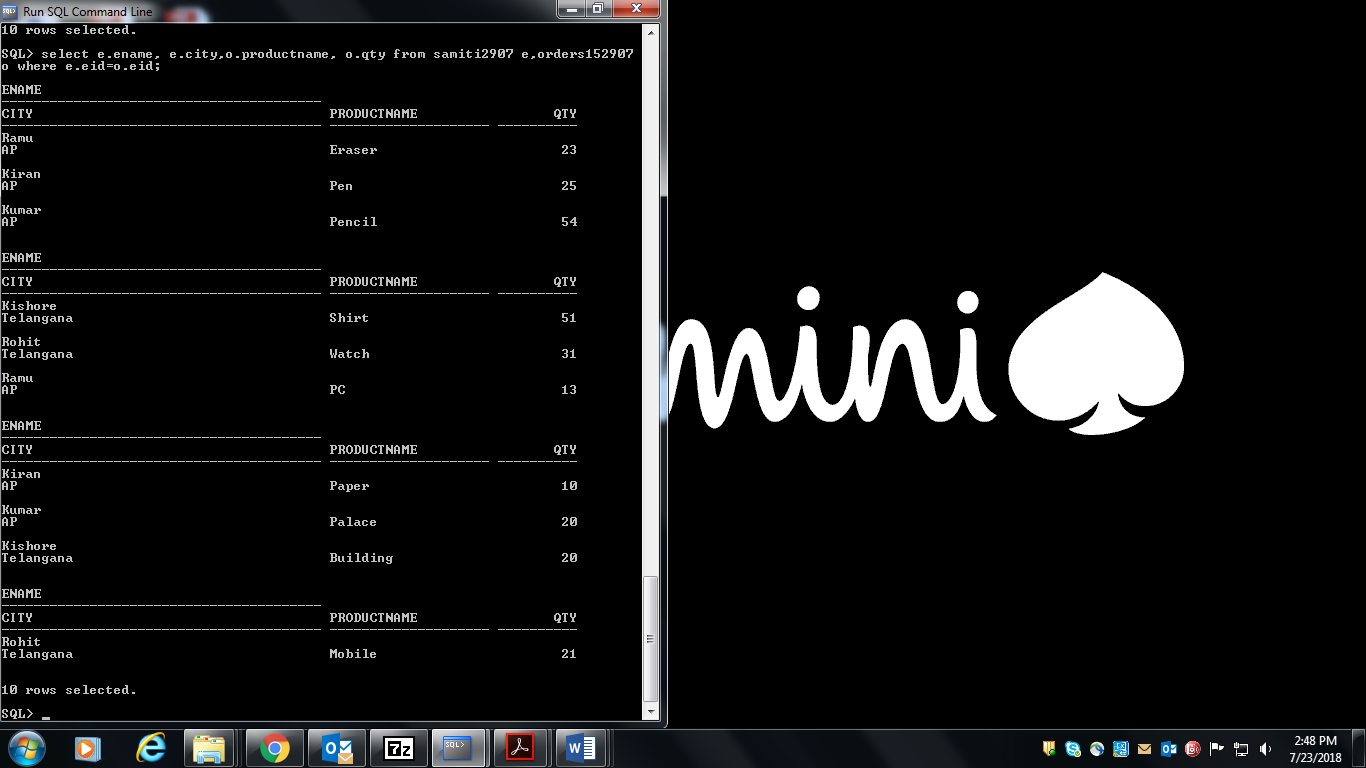 Run SQL Command Line
10 rows selected.
SQL> select e.ename, e.city,o.productname, o.qty from samiti2907 e,orders152907
o where e.eid=o.eid;
ENAME
----------------------------------------
CITY PRODUCTNAME QTY
---------------------------------------- -------------------- ----------
Ramu
AP Eraser 23
Kiran
AP Pen 25
Kumar
AP Pencil 54
ENAME
----------------------------------------
CITY PRODUCTNAME QTY
---------------------------------------- -------------------- ----------
Kishore
Telangana Shirt 51
Rohit
Telangana Watch 31
Ramu
AP PC 13
ENAME
----------------------------------------
CITY PRODUCTNAME QTY
---------------------------------------- -------------------- ----------
Kiran
AP Paper 10
Kumar
AP Palace 20
Kishore
Telangana Building 20
ENAME
----------------------------------------
CITY PRODUCTNAME QTY
---------------------------------------- -------------------- ----------
Rohit
Telangana Mobile 21
10 rows selected.
SQL> _
mini
7z
SQL>
2:48 PM
7/23/2018